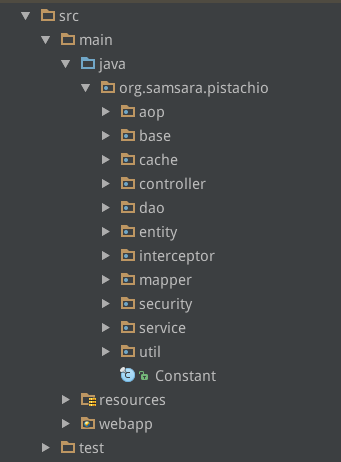 src
main
java
org.samsara.pistachio
aop
base
cache
controller
dao
entity
interceptor
mapper
security
service
util
Constant
resources
webapp
test